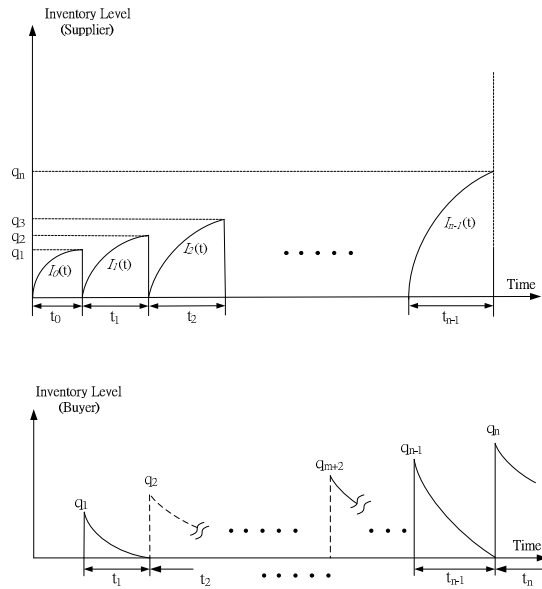 Inventory Level
(Supplier)
qn
q3
q2
q1
I0(t)
I1(t)
I2(t)
In-1(t)
Time
t0
t1
t2
tn-1
Inventory Level
(Buyer)
q1
q2
qm+2
qn-1
qn
Time
t1
t2
tn-1
tn